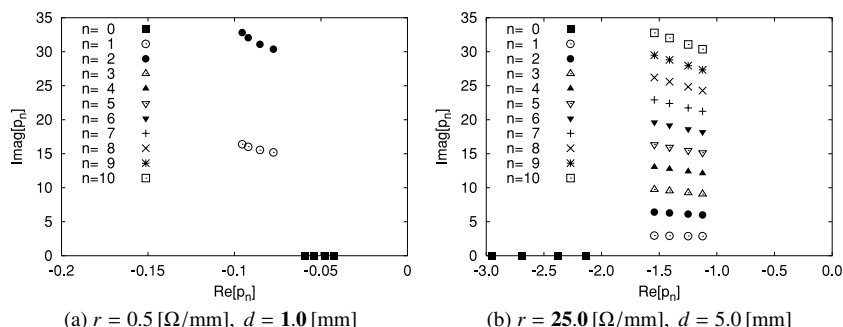 n= 0
n= 1
n= 2
n= 3
n= 4
n= 5
n= 6
n= 7
n= 8
n= 9
n=10
35
30
25
20
15
10
5
0
Imag[pₙ]
-0.2 -0.15 -0.1 -0.05 0
Re[pₙ]
(a) r = 0.5 [Ω/mm], d = 1.0 [mm]
n= 0
n= 1
n= 2
n= 3
n= 4
n= 5
n= 6
n= 7
n= 8
n= 9
n=10
35
30
25
20
15
10
5
0
Imag[pₙ]
-3.0 -2.5 -2.0 -1.5 -1.0 -0.5 0.0
Re[pₙ]
(b) r = 25.0 [Ω/mm], d = 5.0 [mm]